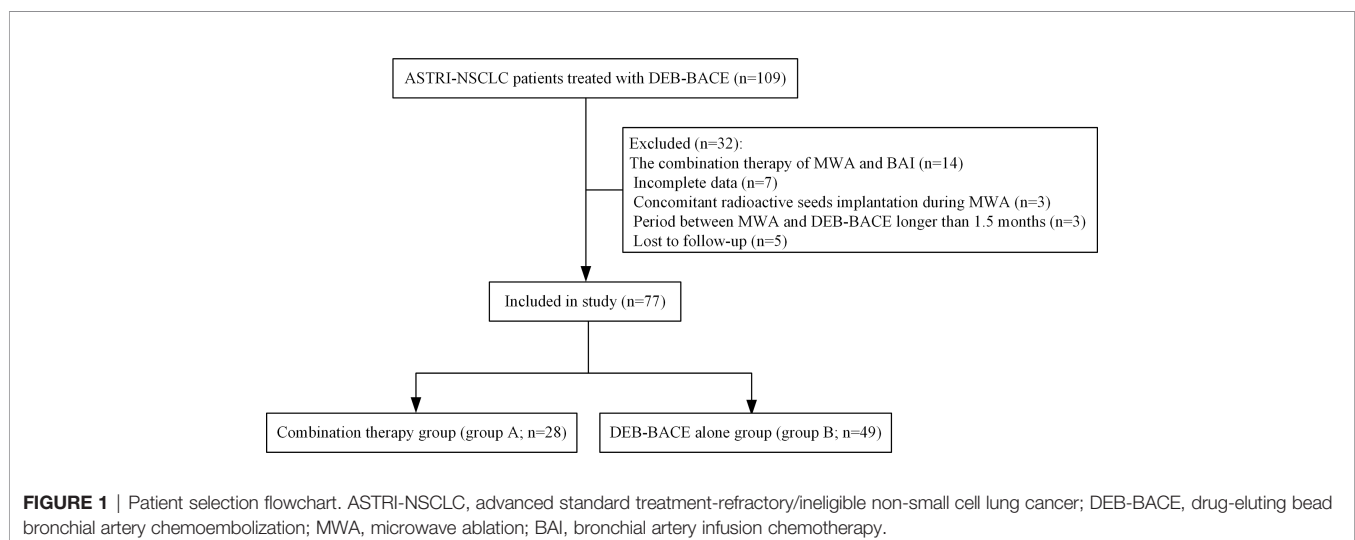 ASTRI-NSCLC patients treated with DEB-BACE (n=109)
Excluded (n=32):
The combination therapy of MWA and BAI (n=14)
Incomplete data (n=7)
Concomitant radioactive seeds implantation during MWA (n=3)
Period between MWA and DEB-BACE longer than 1.5 months (n=3)
Lost to follow-up (n=5)
Included in study (n=77)
Combination therapy group (group A; n=28)
DEB-BACE alone group (group B; n=49)
FIGURE 1 | Patient selection flowchart. ASTRI-NSCLC, advanced standard treatment-refractory/ineligible non-small cell lung cancer; DEB-BACE, drug-eluting bead
bronchial artery chemoembolization; MWA, microwave ablation; BAI, bronchial artery infusion chemotherapy.